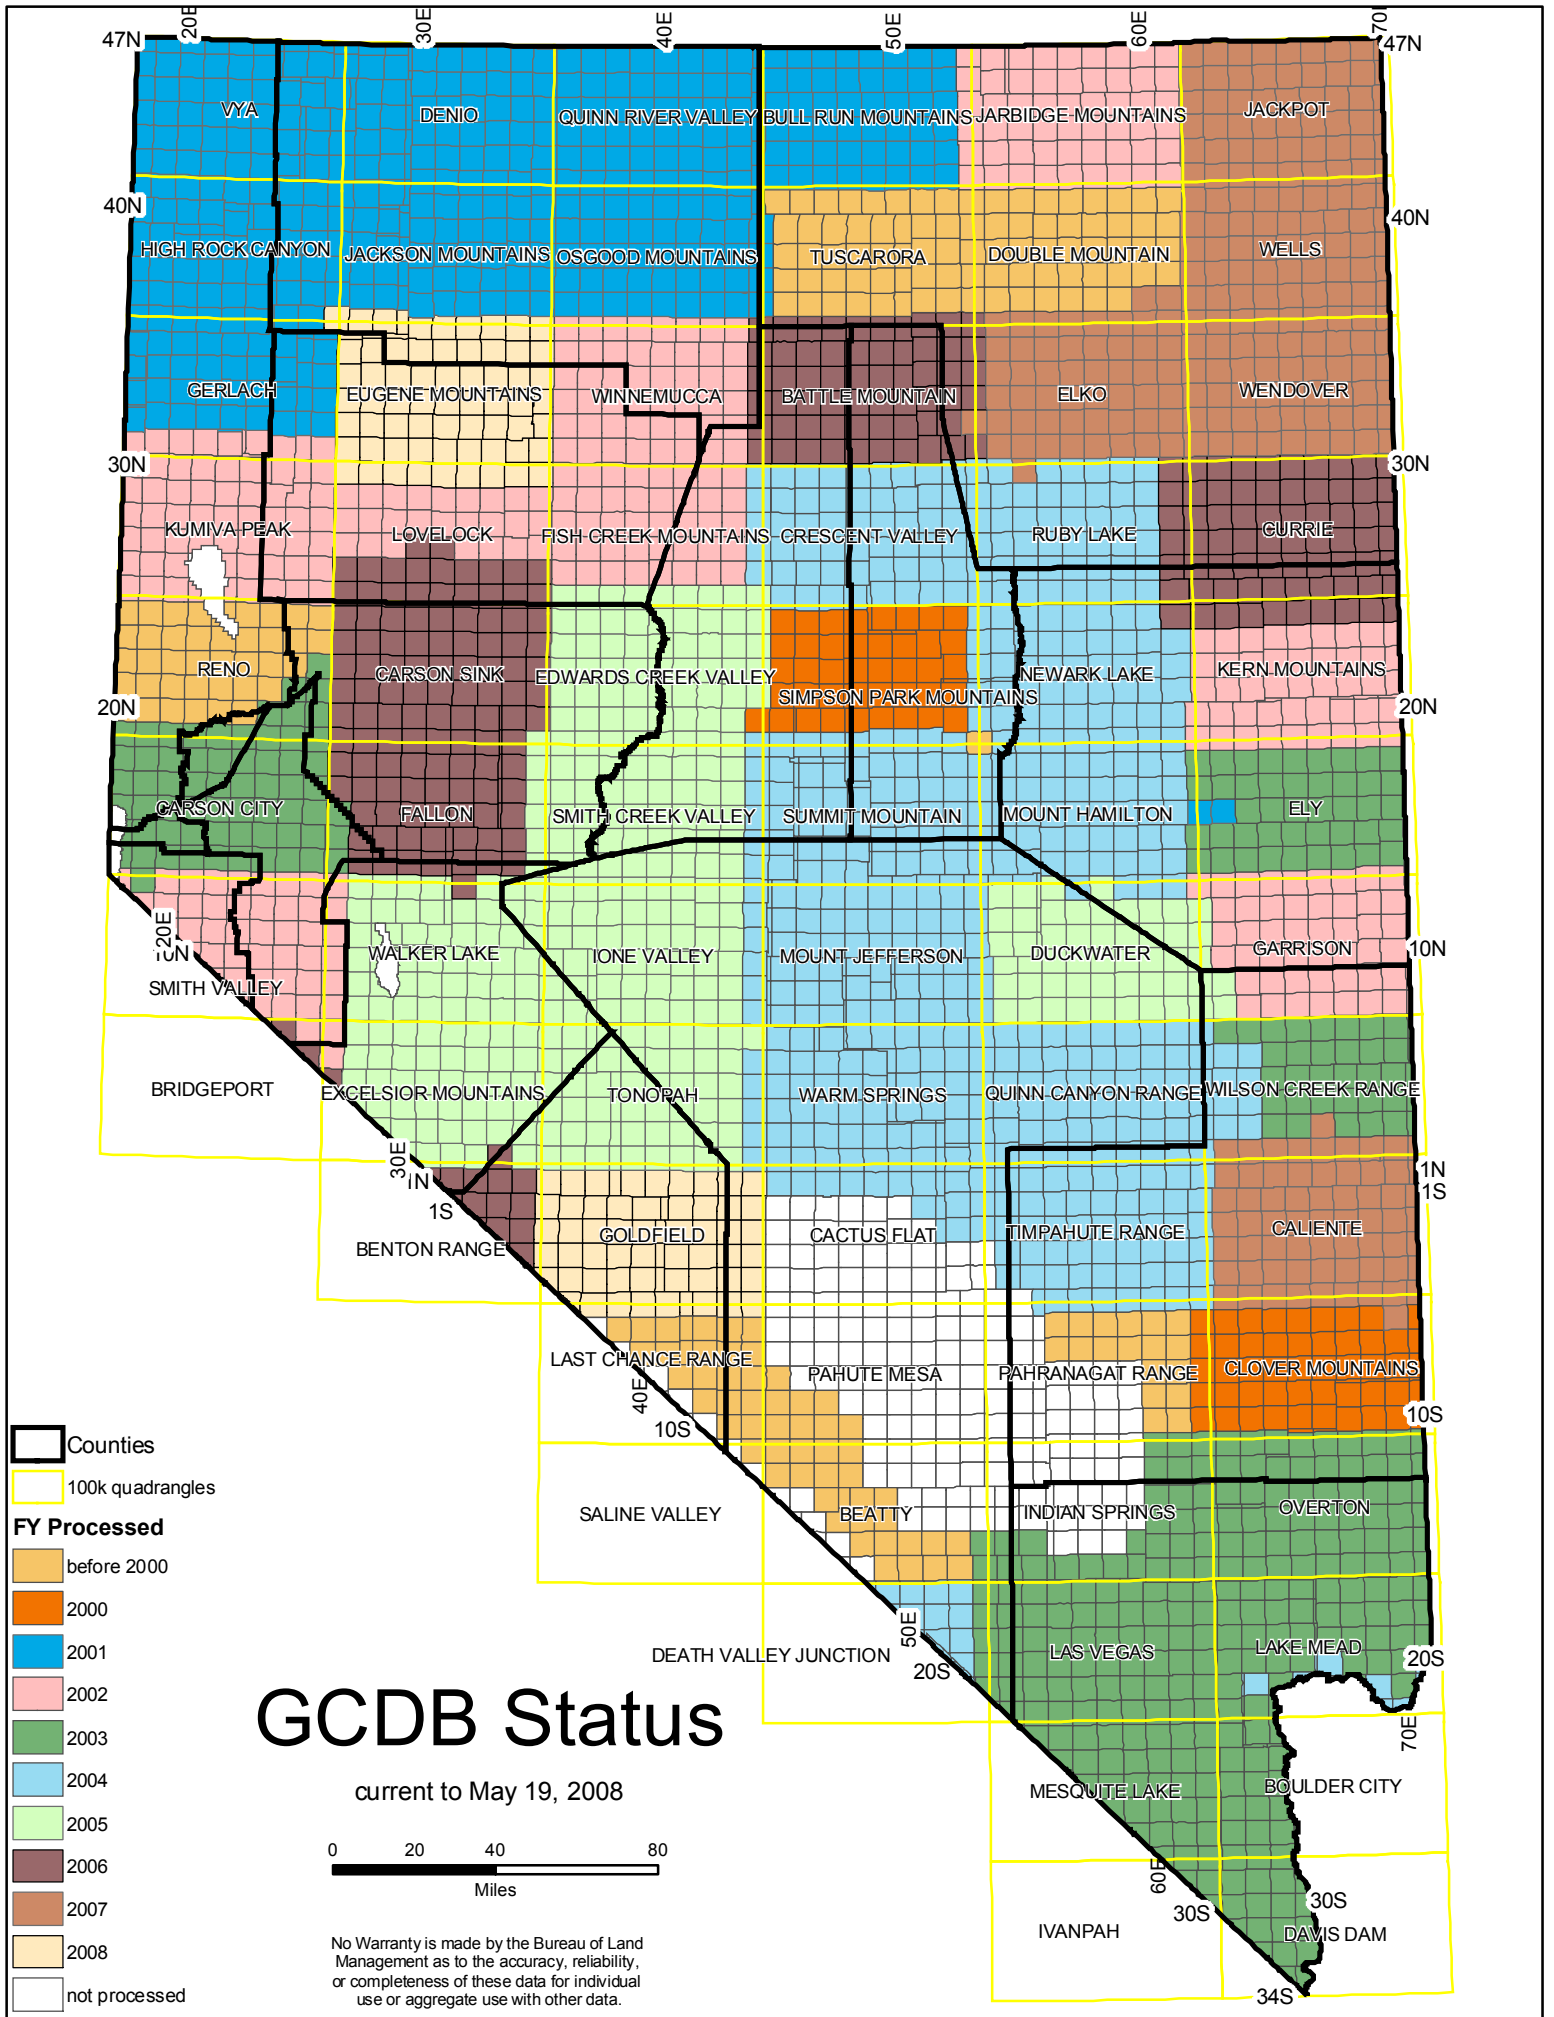 20E
30E
40E
50E
60E
70
47N
47N
VYA
DENIO
QUINN RIVER VALLEY
BULL RUN MOUNTAINS
JARBIDGE MOUNTAINS
JACKPOT
40N
40N
HIGH ROCK CANYON
JACKSON MOUNTAINS
OSGOOD MOUNTAINS
TUSCARORA
DOUBLE MOUNTAIN
WELLS
GERLACH
EUGENE MOUNTAINS
WINNEMUCCA
BATTLE MOUNTAIN
ELKO
WENDOVER
30N
30N
KUMIVA PEAK
LOVELOCK
FISH CREEK MOUNTAINS
CRESCENT VALLEY
RUBY LAKE
CURRIE
RENO
CARSON SINK
EDWARDS CREEK VALLEY
SIMPSON PARK MOUNTAINS
NEWARK LAKE
KERN MOUNTAINS
20N
20N
CARSON CITY
FALLON
SMITH CREEK VALLEY
SUMMIT MOUNTAIN
MOUNT HAMILTON
ELY
20E
10N
WALKER LAKE
IONE VALLEY
MOUNT JEFFERSON
DUCKWATER
GARRISON
10N
SMITH VALLEY
BRIDGEPORT
EXCELSIOR MOUNTAINS
TONOPAH
WARM SPRINGS
QUINN CANYON RANGE
WILSON CREEK RANGE
30E
1N
1S
1N
1S
BENTON RANGE
GOLDFIELD
CACTUS FLAT
TIMPAHUTE RANGE
CALIENTE
LAST CHANCE RANGE
PAHUTE MESA
PAHRANAGAT RANGE
CLOVER MOUNTAINS
40E
10S
10S
SALINE VALLEY
BEATTY
INDIAN SPRINGS
OVERTON
DEATH VALLEY JUNCTION
50E
20S
LAS VEGAS
LAKE MEAD
20S
70E
MESQUITE LAKE
BOULDER CITY
60E
30S
30S
IVANPAH
DAVIS DAM
34S
Counties
100k quadrangles
FY Processed
before 2000
2000
2001
2002
2003
2004
2005
2006
2007
2008
not processed
GCDB Status
current to May 19, 2008
0 20 40 80
Miles
No Warranty is made by the Bureau of Land
Management as to the accuracy, reliability,
or completeness of these data for individual
use or aggregate use with other data.